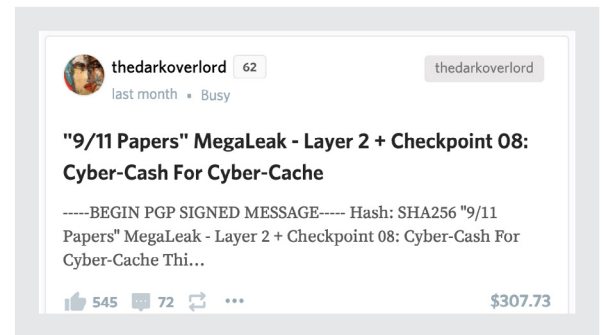 thedarkoverlord 62 thedarkoverlord
last month • Busy
"9/11 Papers" MegaLeak - Layer 2 + Checkpoint 08:
Cyber-Cash For Cyber-Cache
-----BEGIN PGP SIGNED MESSAGE----- Hash: SHA256 "9/11
Papers" MegaLeak - Layer 2 + Checkpoint 08: Cyber-Cash For
Cyber-Cache Thi...
545 72 ••• $307.73